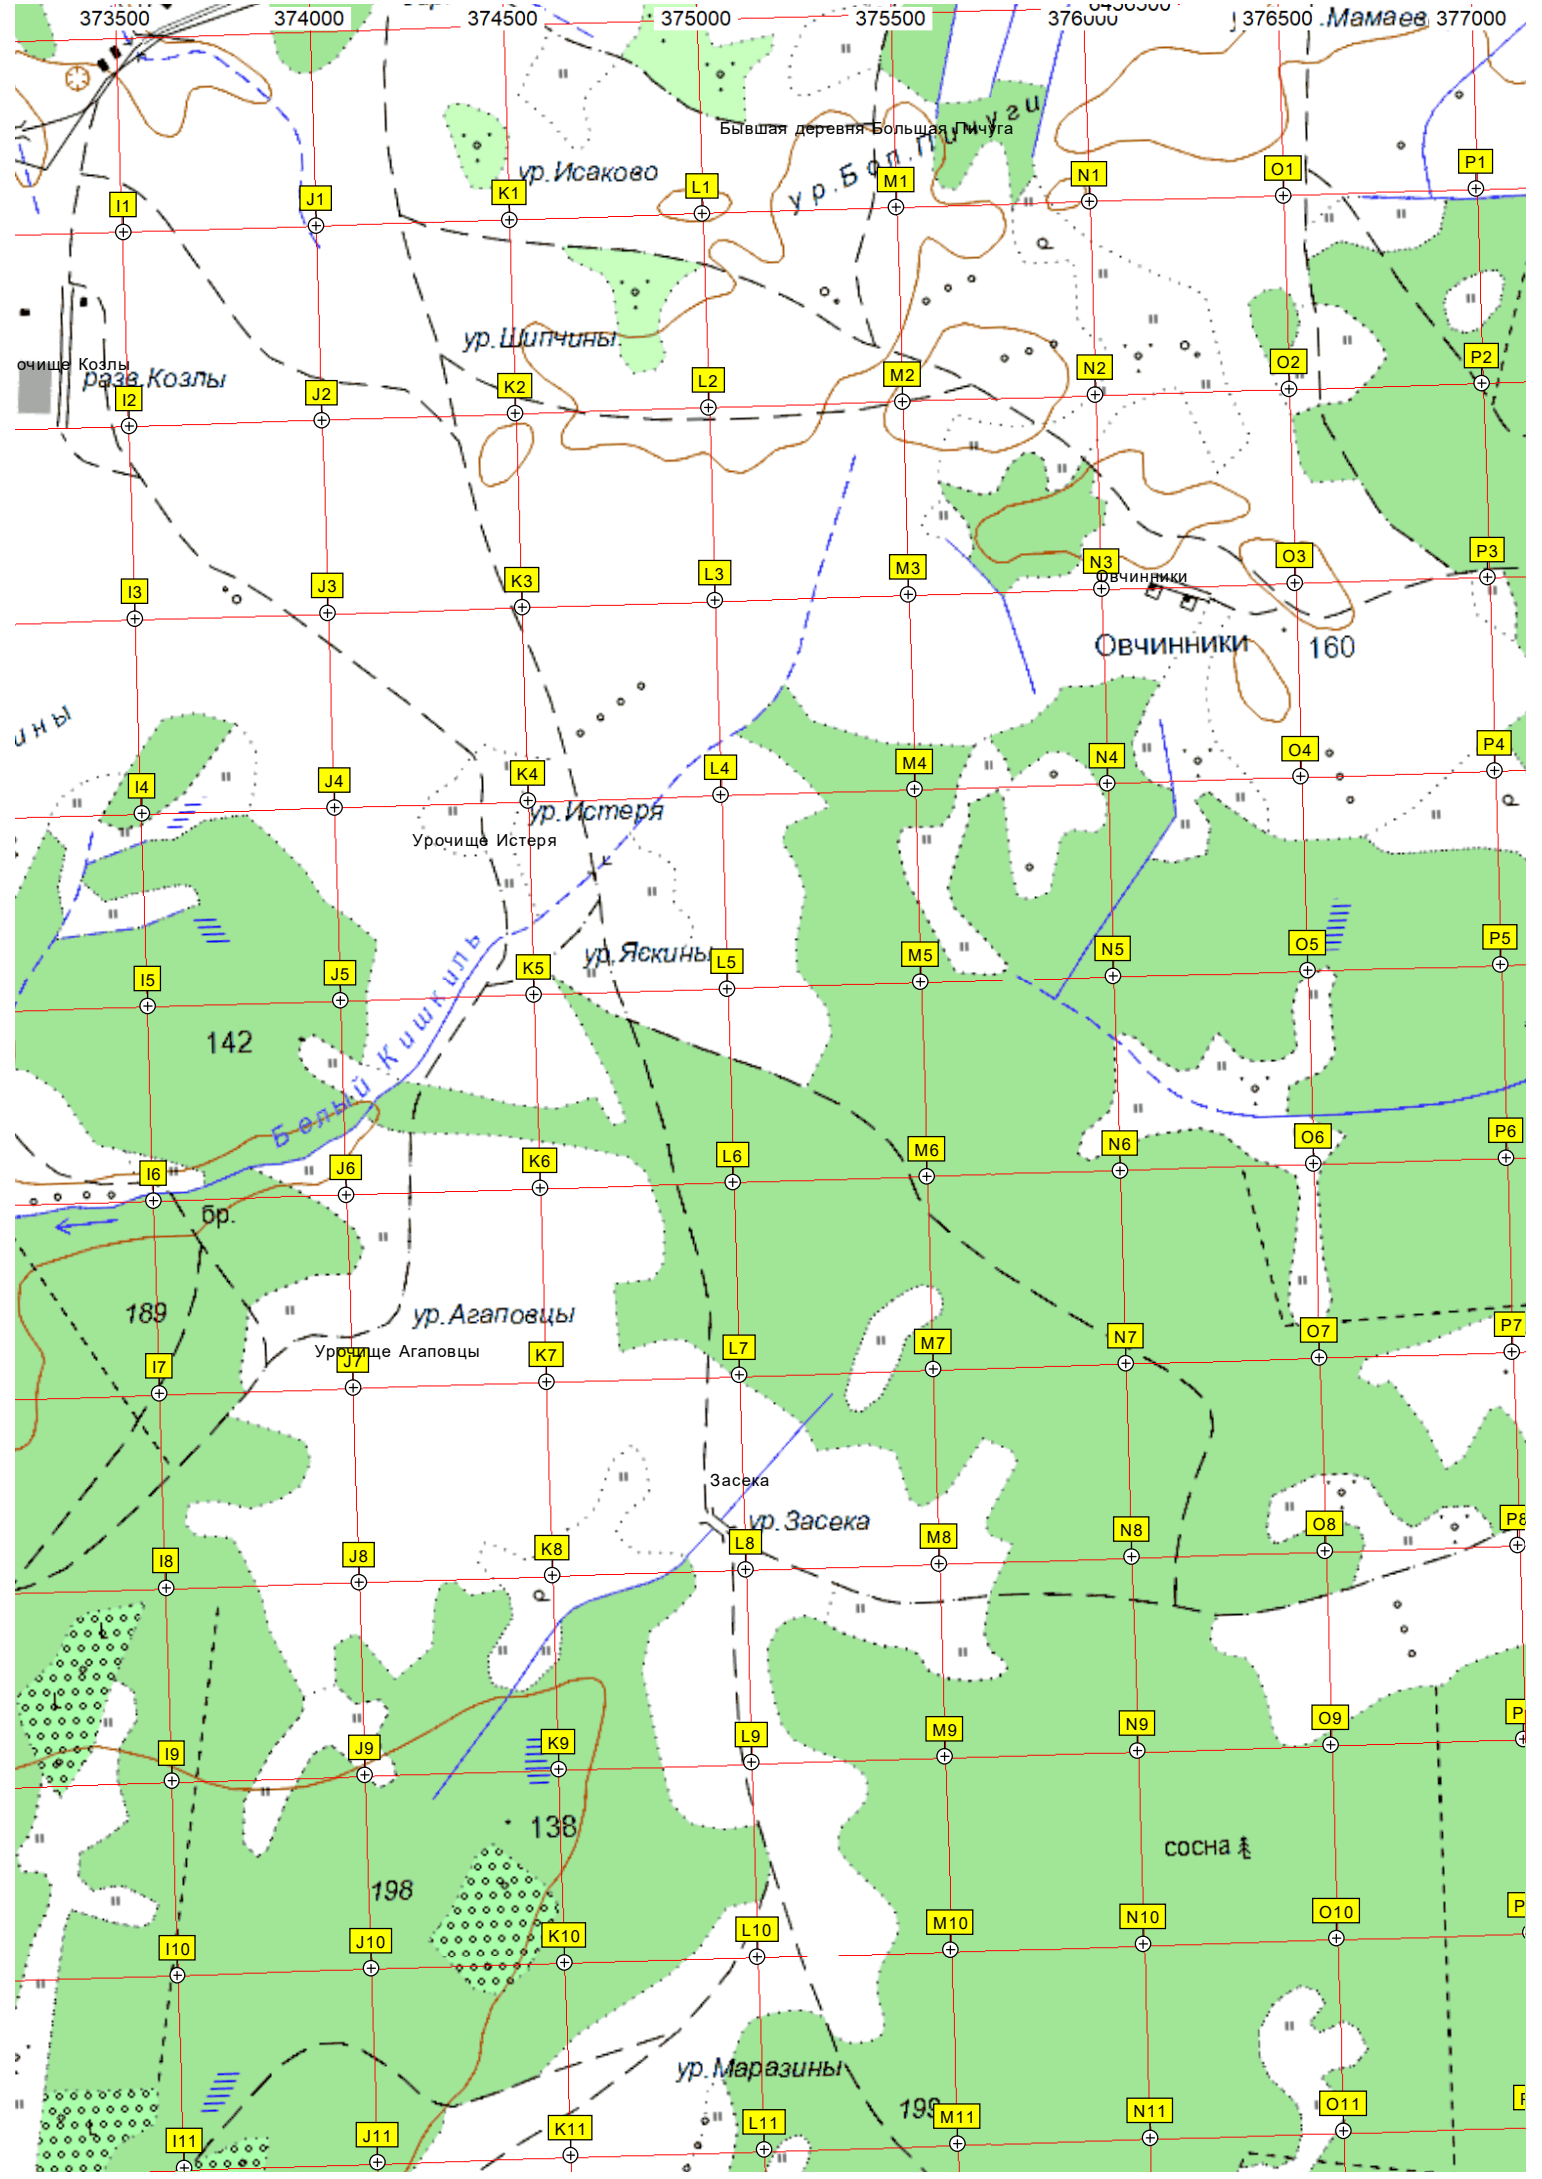 373500 374000 374500 375000 375500 376000 376500 377000
.Мамаев
Бывшая деревня Большая Пичуга
ур.Бол.Пичуги
ур.Исаково
I1 J1 K1 L1 M1 N1 O1 P1
ур.Шипчины
очище Козлы
разв.Козлы
I2 J2 K2 L2 M2 N2 O2 P2
I3 J3 K3 L3 M3 N3 O3 P3
Овчинники
Овчинники 160
ины
I4 J4 K4 L4 M4 N4 O4 P4
ур.Истеря
Урочище Истеря
ур.Яскины
I5 J5 K5 L5 M5 N5 O5 P5
142
Белый Кишкиль
I6 J6 K6 L6 M6 N6 O6 P6
бр.
189
ур.Агаповцы
Урочище Агаповцы
I7 J7 K7 L7 M7 N7 O7 P7
Засека
ур.Засека
I8 J8 K8 L8 M8 N8 O8 P8
I9 J9 K9 L9 M9 N9 O9 P
138
сосна
198
I10 J10 K10 L10 M10 N10 O10 P
ур.Маразины
199
I11 J11 K11 L11 M11 N11 O11